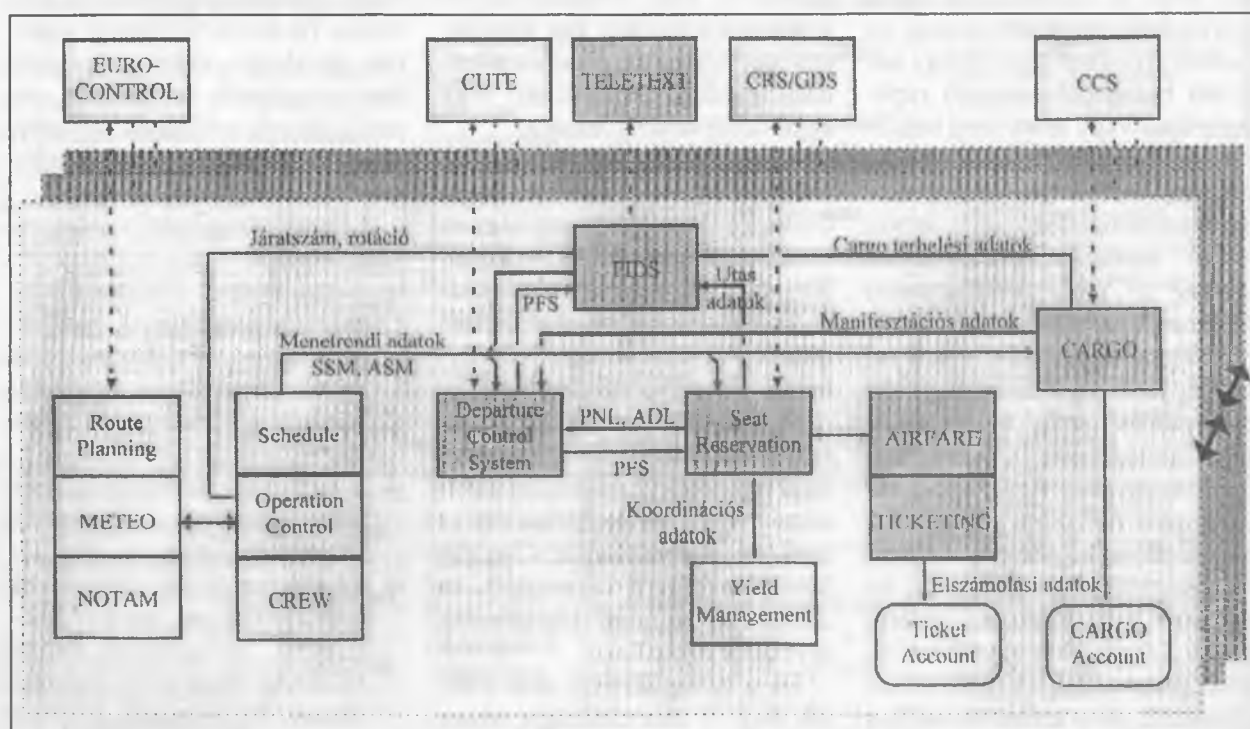 EURO-
CONTROL
CUTE
TELETEXT
CRS/GDS
CCS
Járatszám, rotáció
FIDS
Cargo terhelési adatok
PFS
Utas
adatok
Manifesztációs adatok
CARGO
Menetrendi adatok
SSM, ASM
Route
Planning
Schedule
Departure
Control
System
PNL, ADL
PFS
Seat
Reservation
AIRFARE
METEO
Operation
Control
Koordinációs
adatok
TICKETING
NOTAM
CREW
Yield
Management
Elszámolási adatok
Ticket
Account
CARGO
Account